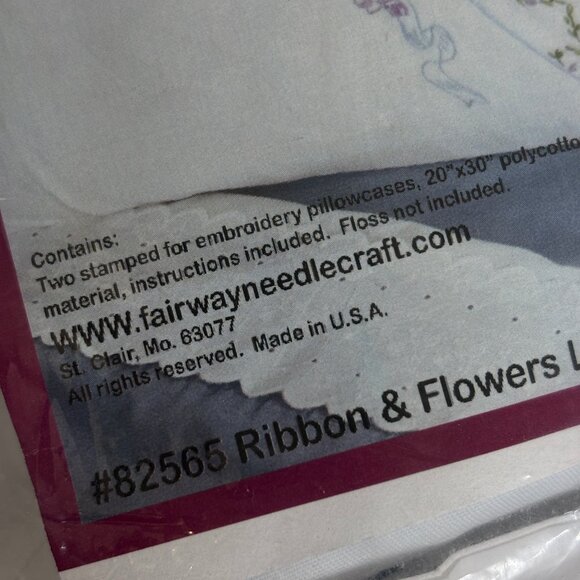 Contains:
Two stamped for embroidery pillowcases, 20"x30" polycotto
material, instructions included. Floss not included.
www.fairwayneedlecraft.com
St. Clair, Mo. 63077
All rights reserved. Made in U.S.A.
#82565 Ribbon & Flowers L